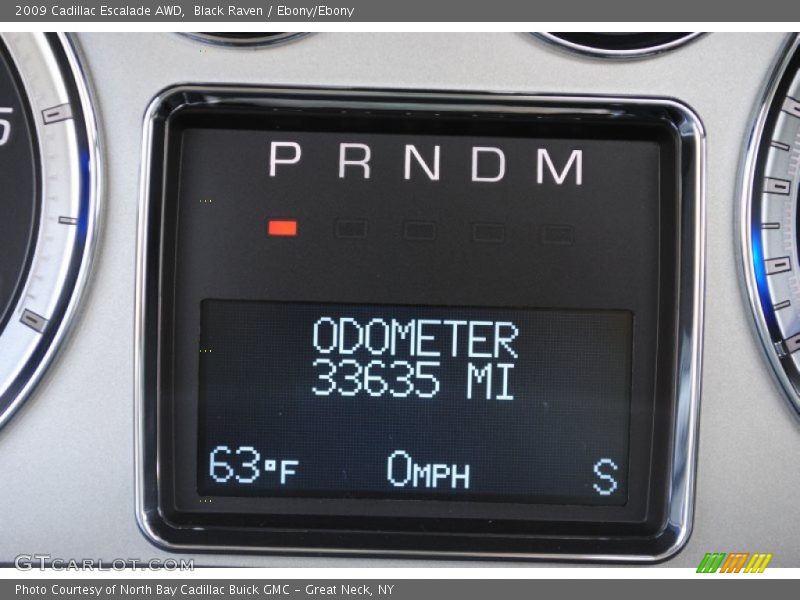 2009 Cadillac Escalade AWD, Black Raven / Ebony/Ebony
5
P R N D M
ODOMETER
33635 MI
63°F 0MPH S
GTCARLOT.COM
Photo Courtesy of North Bay Cadillac Buick GMC - Great Neck, NY